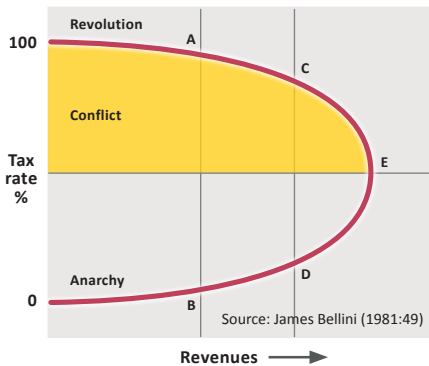 Revolution
100
A
C
Conflict
Tax
rate
%
E
Anarchy
D
0
B
Source: James Bellini (1981:49)
Revenues